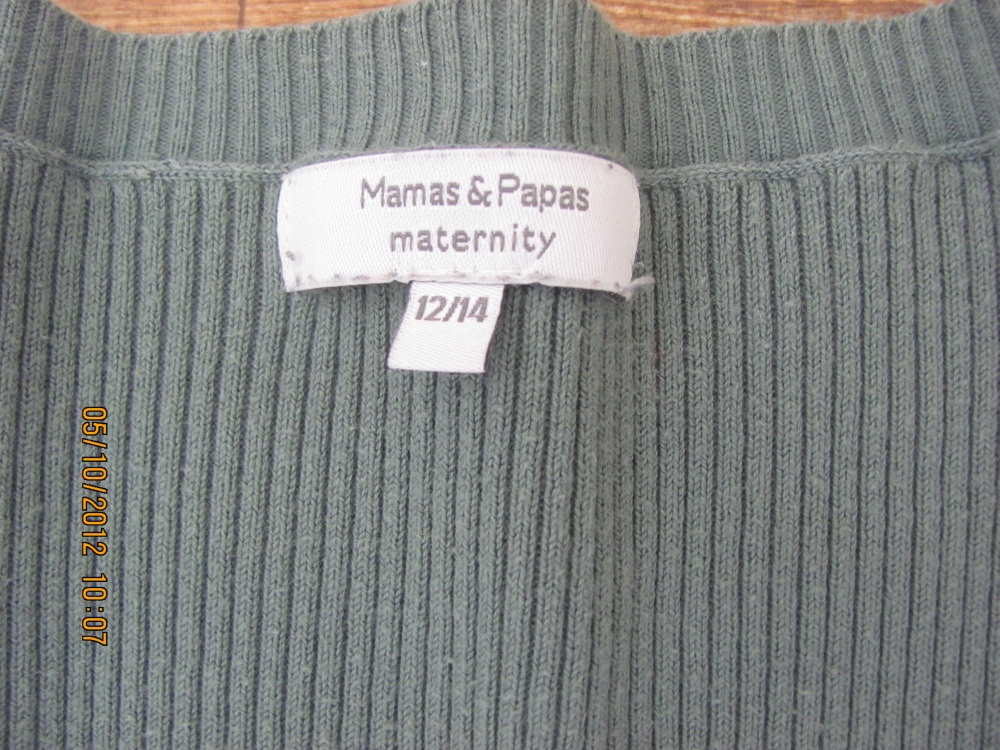 Mamas & Papas
maternity
12/14
05/10/2012 10:07